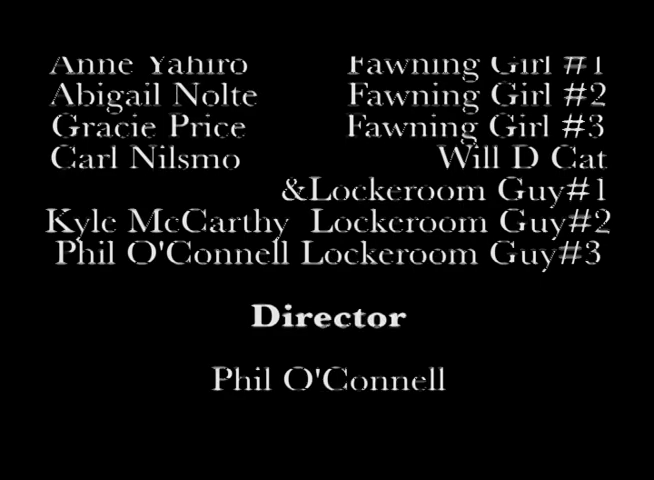 Anne Yahiro Fawning Girl #1
Abigail Nolte Fawning Girl #2
Gracie Price Fawning Girl #3
Carl Nilsmo Will D Cat
&Lockeroom Guy#1
Kyle McCarthy Lockeroom Guy#2
Phil O'Connell Lockeroom Guy#3
Director
Phil O'Connell